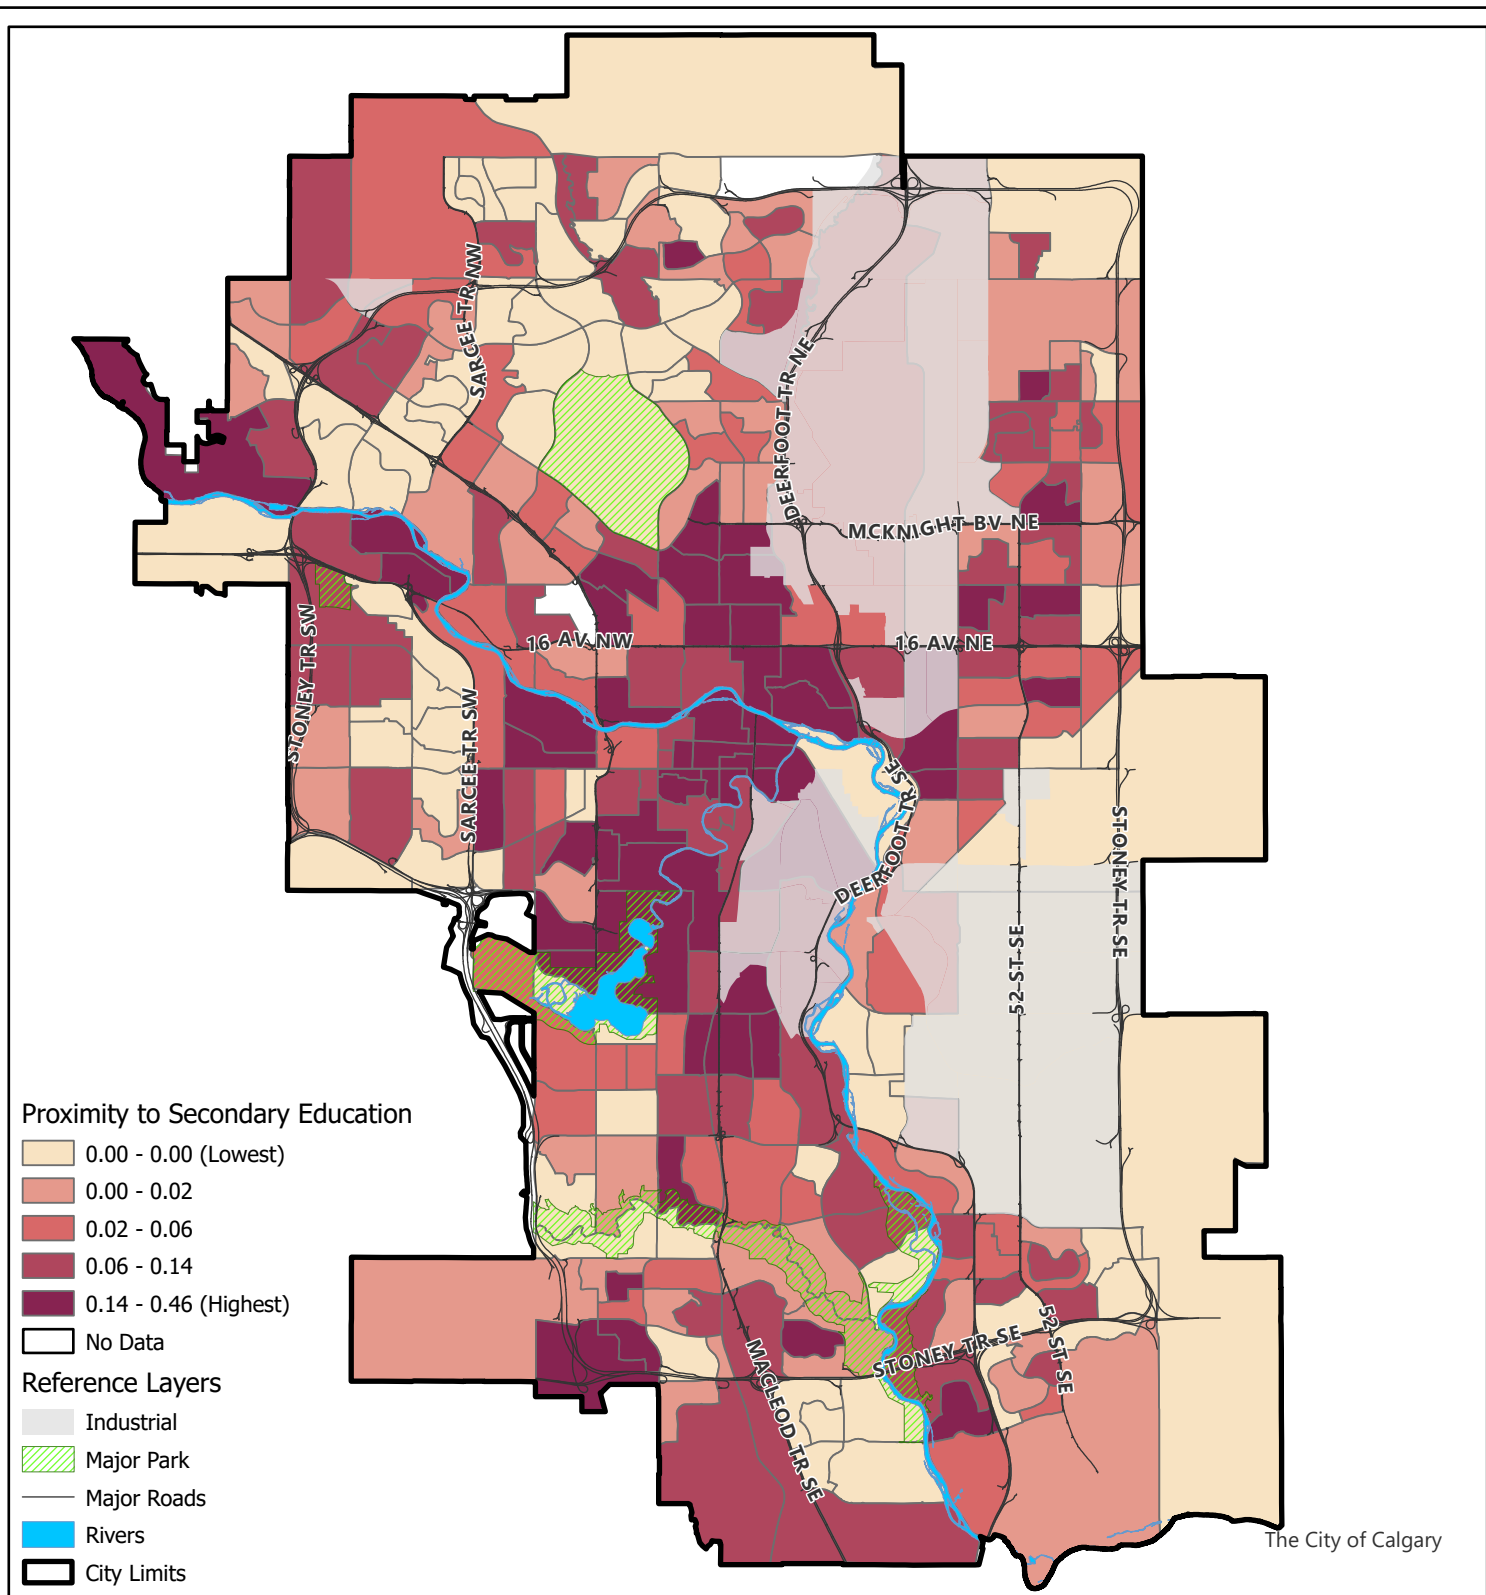 SARCEE TR NW
DEERFOOT TR NE
MCKNIGHT BV NE
16 AV NW
16 AV NE
STONEY TR SW
SARCEE TR SW
DEERFOOT TR SE
STONEY TR SE
52 ST SE
STONEY TR SE
52 ST SE
MACLEOD TR SE
Proximity to Secondary Education
0.00 - 0.00 (Lowest)
0.00 - 0.02
0.02 - 0.06
0.06 - 0.14
0.14 - 0.46 (Highest)
No Data
Reference Layers
Industrial
Major Park
Major Roads
Rivers
City Limits
The City of Calgary